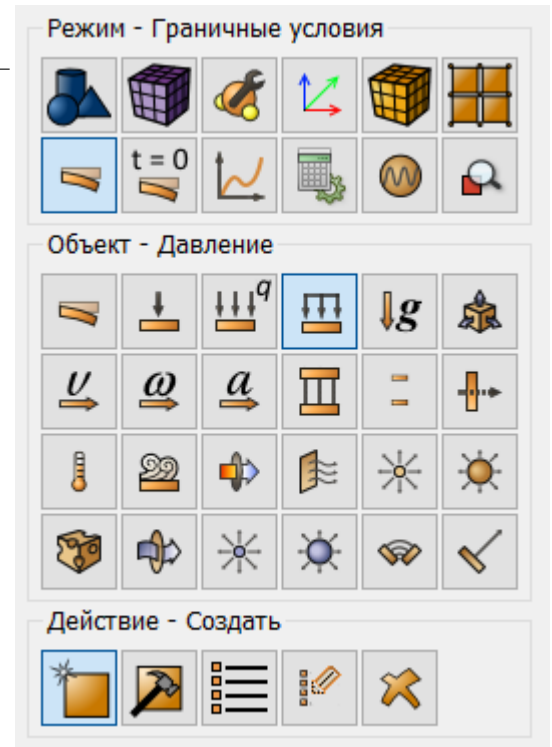 Режим - Граничные условия
t = 0
Объект - Давление
q
g
υ ω a
Действие - Создать